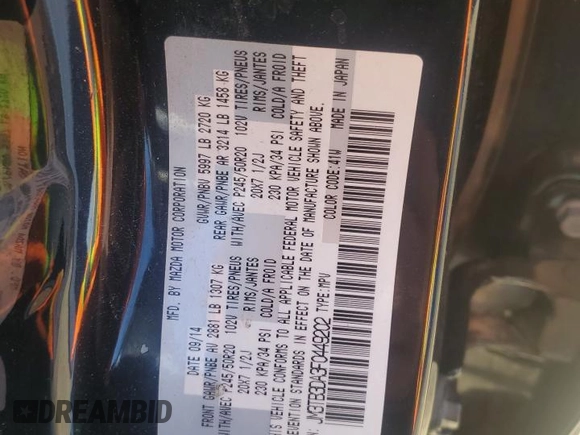 MFD. BY MAZDA MOTOR CORPORATION
DATE 09/14 GVWR/PNBV 5997 LB 2720 KG
FRONT GAWR/PNBE AV 2881 LB 1307 KG REAR GAWR/PNBE AR 3214 LB 1458 KG
WITH/AVEC P245/50R20 102V TIRES/PNEUS WITH/AVEC P245/50R20 102V TIRES/PNEUS
20X7 1/2J RIMS/JANTES 20X7 1/2J RIMS/JANTES
230 KPA/34 PSI COLD/A FROID 230 KPA/34 PSI COLD/A FROID
IS VEHICLE CONFORMS TO ALL APPLICABLE FEDERAL MOTOR VEHICLE SAFETY AND THEFT
EVENTION STANDARDS IN EFFECT ON THE DATE OF MANUFACTURE SHOWN ABOVE.
JM3TB3DV3F0449202 TYPE:MPV COLOR CODE:41W MADE IN JAPAN
DREAMBID